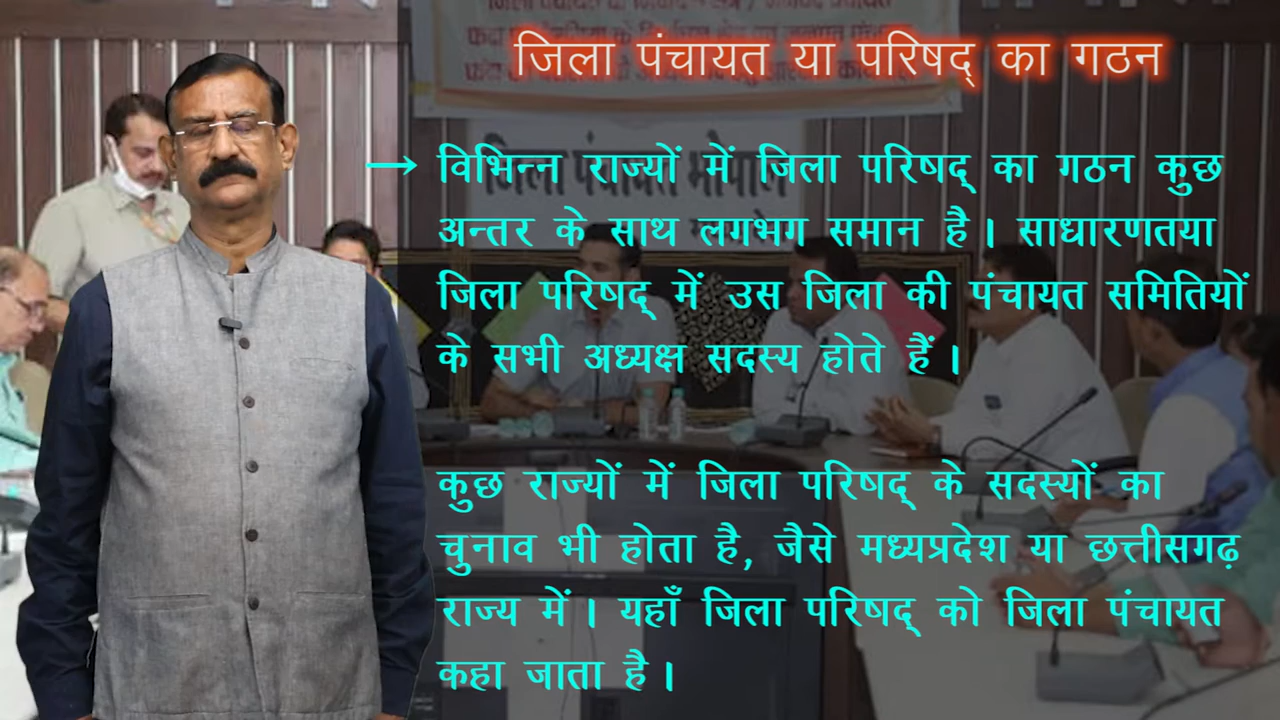 जिला पंचायत या परिषद् का गठन
→ विभिन्न राज्यों में जिला परिषद् का गठन कुछ
अन्तर के साथ लगभग समान है। साधारणतया
जिला परिषद् में उस जिला की पंचायत समितियों
के सभी अध्यक्ष सदस्य होते हैं।
कुछ राज्यों में जिला परिषद् के सदस्यों का
चुनाव भी होता है, जैसे मध्यप्रदेश या छत्तीसगढ़
राज्य में। यहाँ जिला परिषद् को जिला पंचायत
कहा जाता है।
जिला पंचायत भोपाल